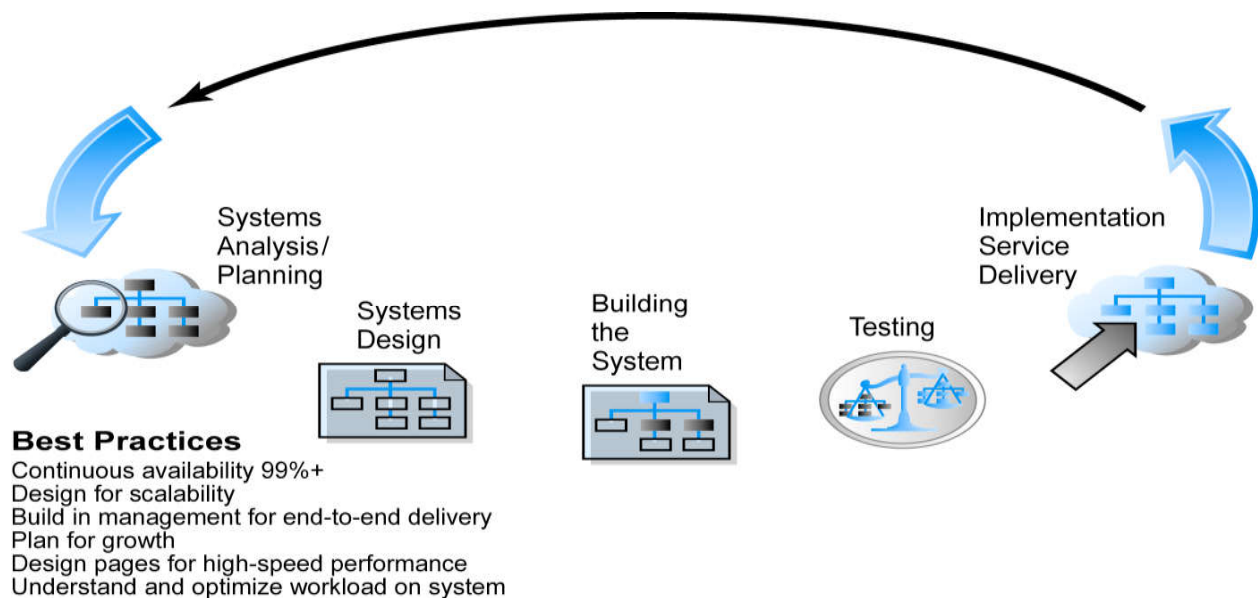 Systems
Analysis/
Planning
Systems
Design
Building
the
System
Testing
Implementation
Service
Delivery
Best Practices
Continuous availability 99%+
Design for scalability
Build in management for end-to-end delivery
Plan for growth
Design pages for high-speed performance
Understand and optimize workload on system